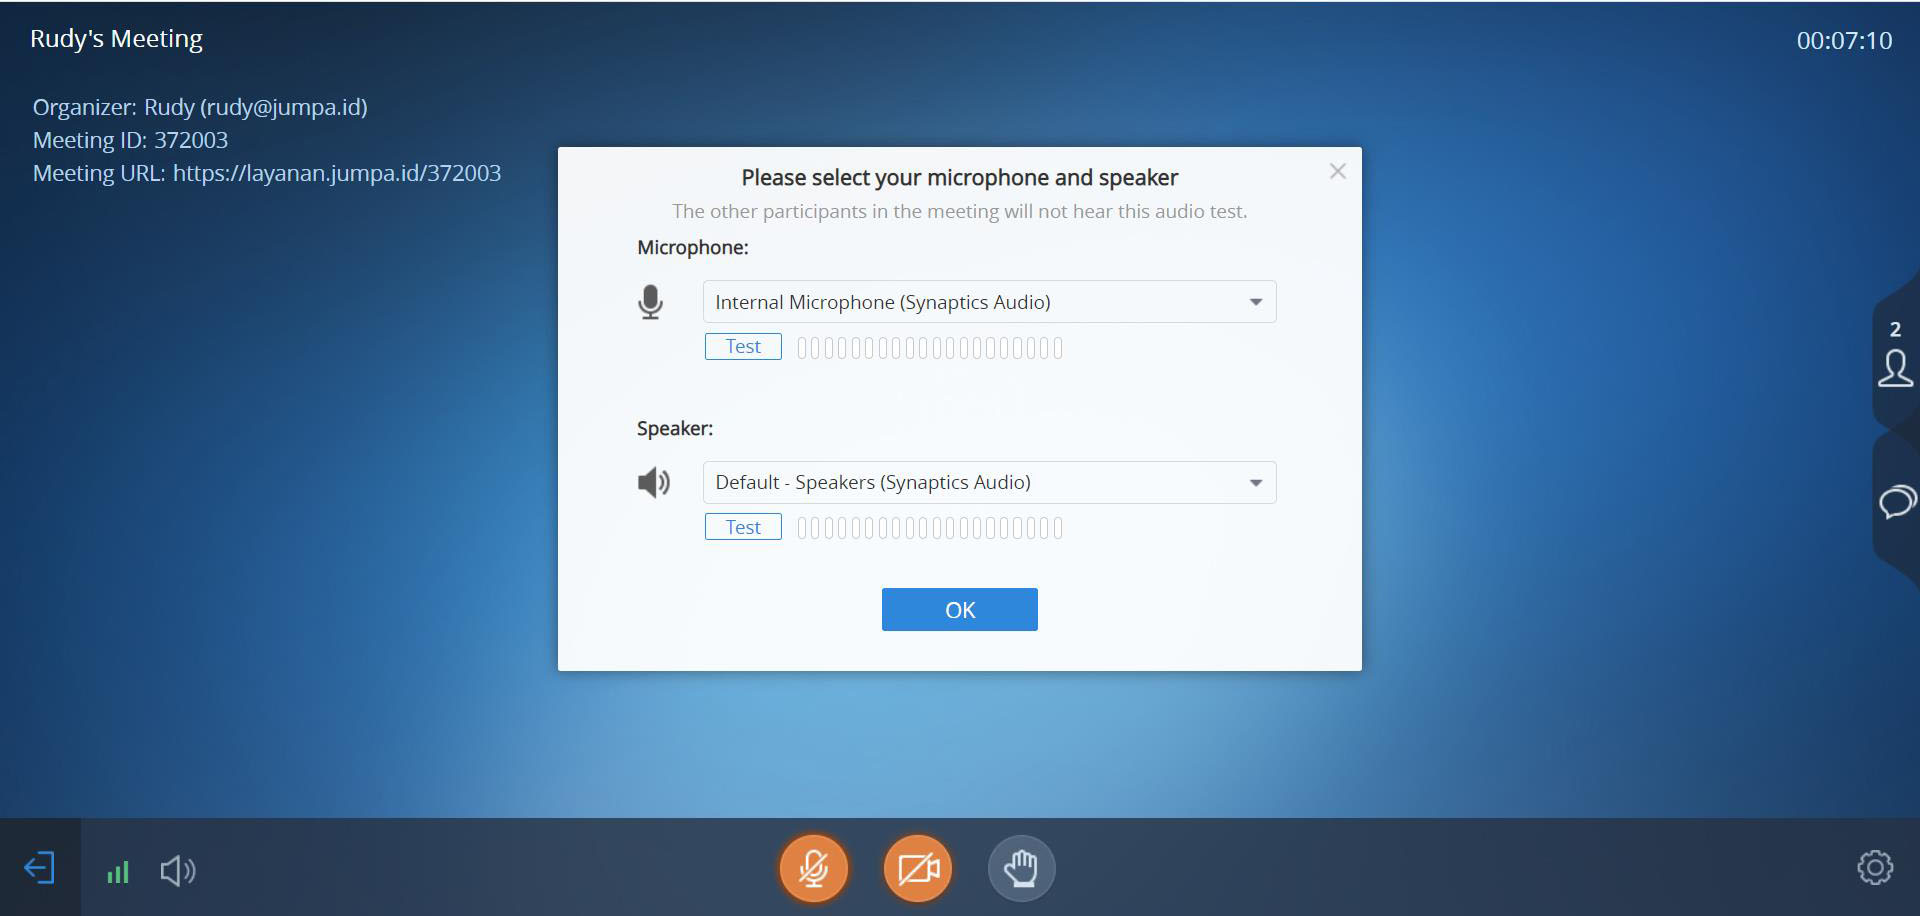 Rudy's Meeting
00:07:10
Organizer: Rudy (rudy@jumpa.id)
Meeting ID: 372003
Meeting URL: https://layanan.jumpa.id/372003
Please select your microphone and speaker
The other participants in the meeting will not hear this audio test.
Microphone:
Internal Microphone (Synaptics Audio)
Test
Speaker:
Default - Speakers (Synaptics Audio)
Test
OK
2